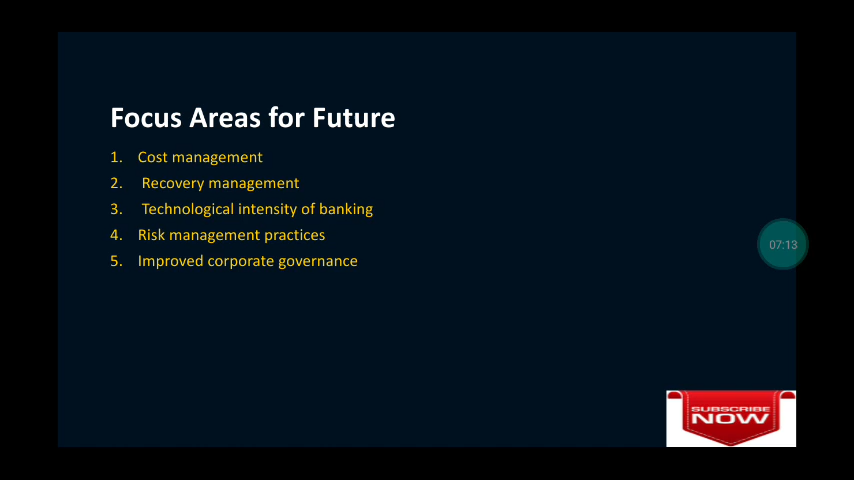 Focus Areas for Future
1. Cost management
2. Recovery management
3. Technological intensity of banking
4. Risk management practices
5. Improved corporate governance
07:13
SUBSCRIBE
NOW